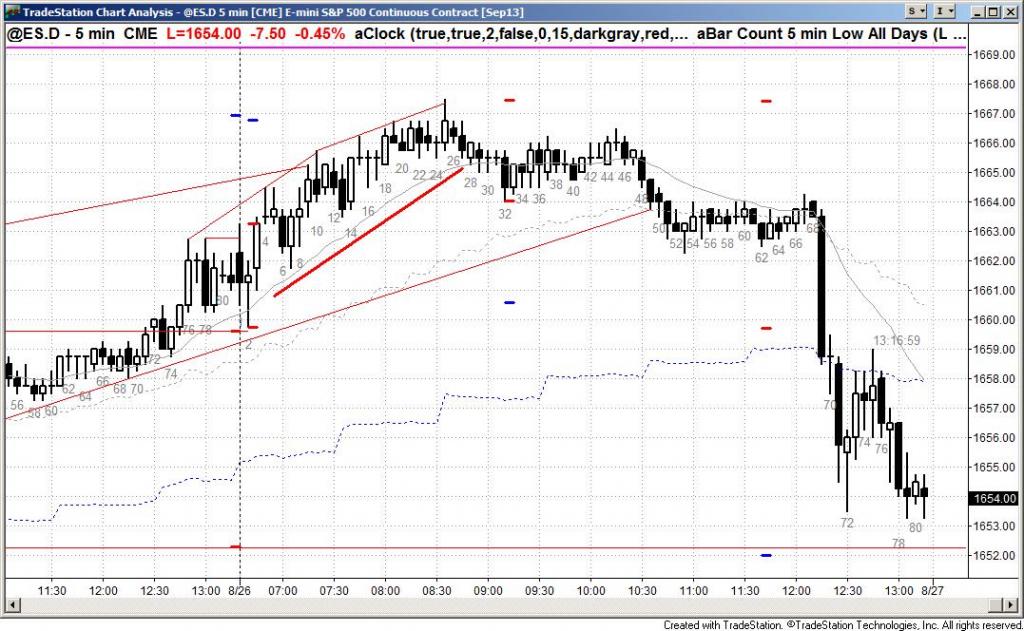 TradeStation Chart Analysis - @ES.D 5 min [CME] E-mini S&P 500 Continuous Contract [Sep13]
S I
@ES.D - 5 min CME L=1654.00 -7.50 -0.45% aClock (true,true,2,false,0,15,darkgray,red,... aBar Count 5 min Low All Days (L ...
1669.00
1668.00
1667.00
1666.00
1665.00
1664.00
1663.00
1662.00
1661.00
1660.00
1659.00
1658.00
1657.00
1656.00
1655.00
1654.00
1653.00
1652.00
20 22 24 26
18 28 30 38 40 42 44 46
16 32 34 36 48
12 14
10 50 52 54 56 58 60 62 64 66 68
4 6 8
80
76 78 2
13:16:59
72 74
62 66 68 70
64
56 58 60
70
74 76
72 80
78
11:30 12:00 12:30 13:00 8/26 07:00 07:30 08:00 08:30 09:00 09:30 10:00 10:30 11:00 11:30 12:00 12:30 13:00 8/27
Created with TradeStation. ©TradeStation Technologies, Inc. All rights reserved.